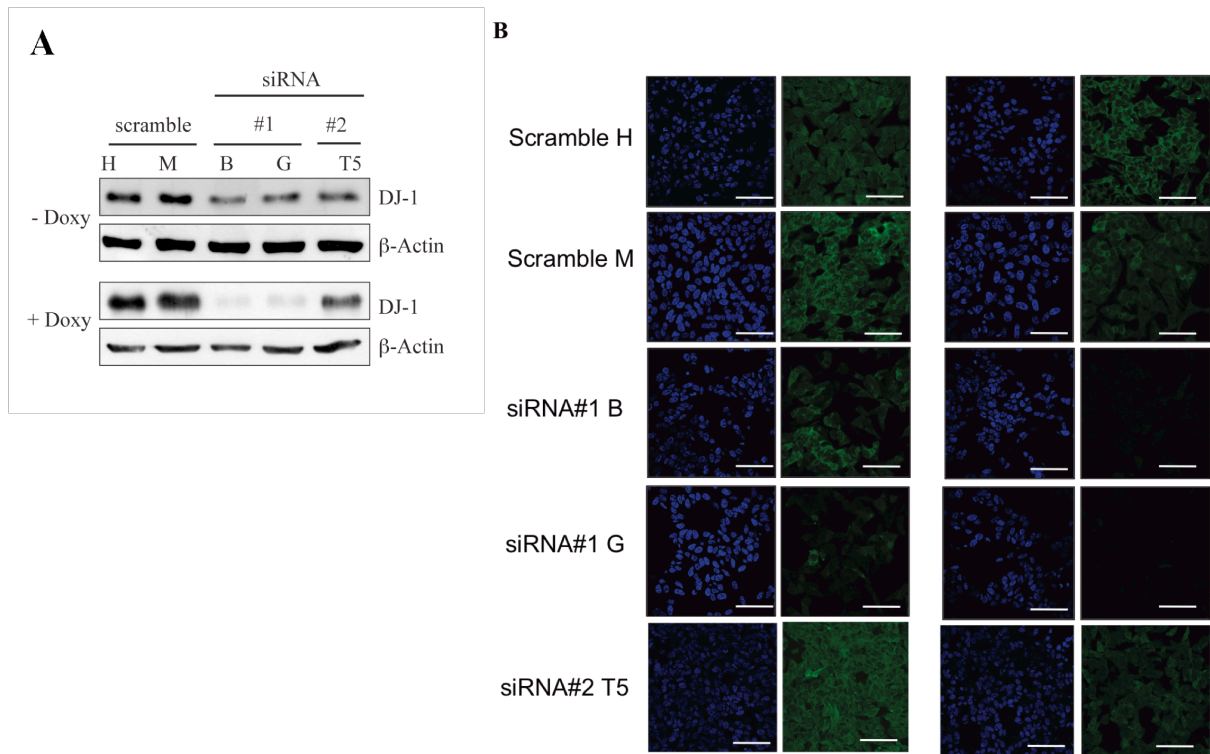 A
siRNA
scramble #1 #2
H M B G T5
- Doxy
DJ-1
β-Actin
+ Doxy
DJ-1
β-Actin
B
Scramble H
Scramble M
siRNA#1 B
siRNA#1 G
siRNA#2 T5